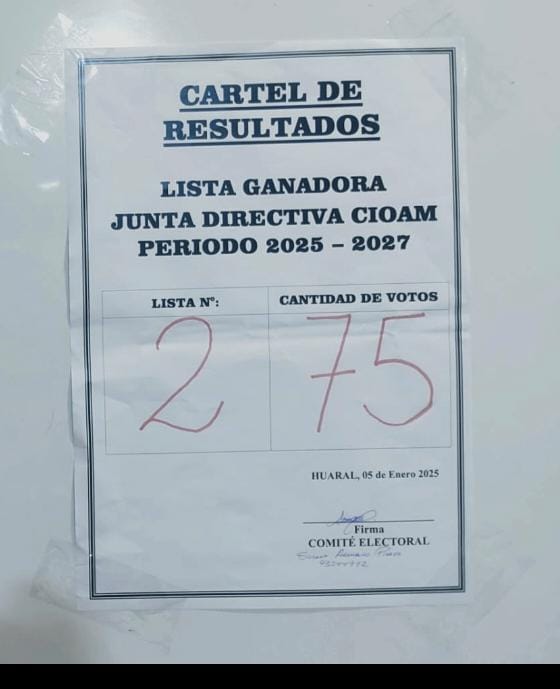 CARTEL DE
RESULTADOS
LISTA GANADORA
JUNTA DIRECTIVA CIOAM
PERIODO 2025 – 2027
LISTA Nº: CANTIDAD DE VOTOS
2 75
HUARAL, 05 de Enero 2025
Firma
COMITÉ ELECTORAL